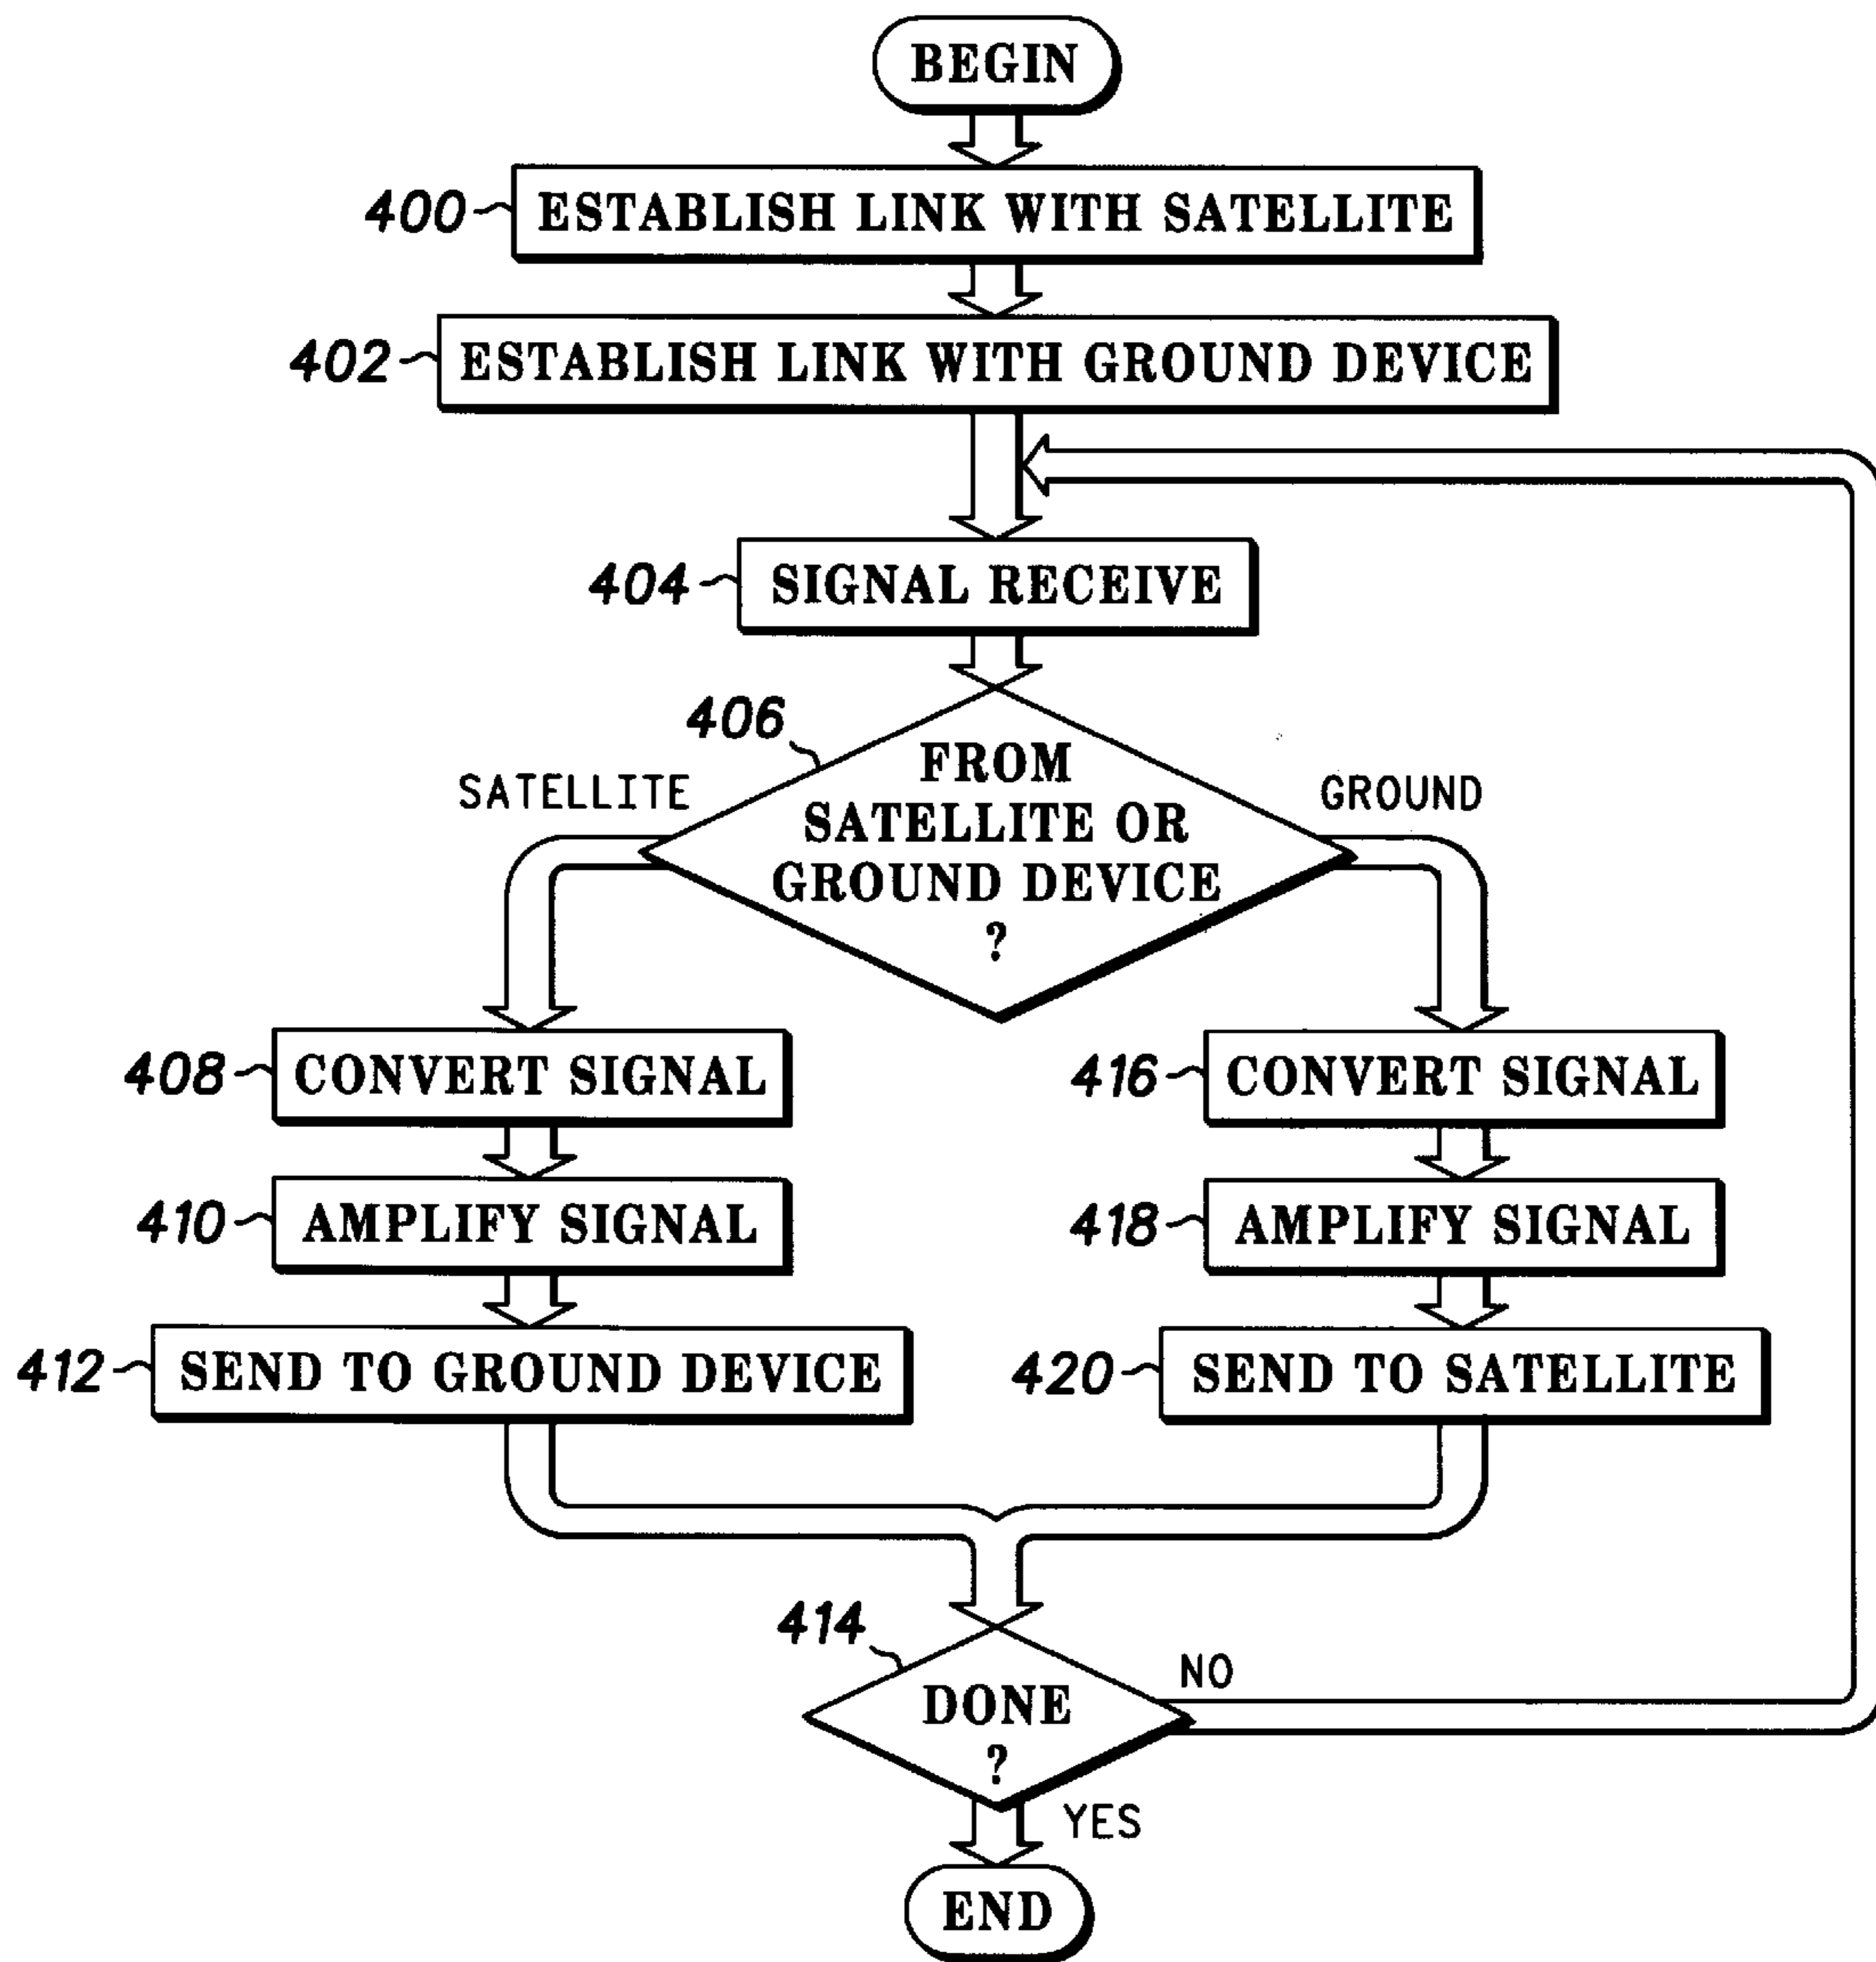 BEGIN
400 ESTABLISH LINK WITH SATELLITE
402 ESTABLISH LINK WITH GROUND DEVICE
404 SIGNAL RECEIVE
406
FROM
SATELLITE OR
GROUND DEVICE
?
SATELLITE
GROUND
408 CONVERT SIGNAL
410 AMPLIFY SIGNAL
412 SEND TO GROUND DEVICE
416 CONVERT SIGNAL
418 AMPLIFY SIGNAL
420 SEND TO SATELLITE
414
DONE
?
NO
YES
END